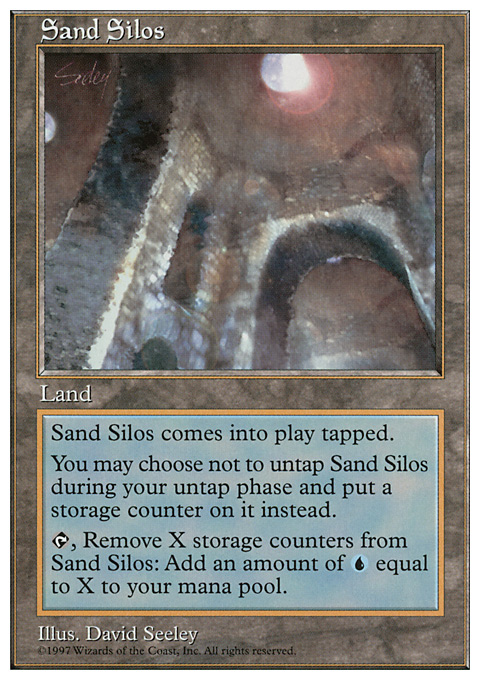 Sand Silos
Seeley
Land
Sand Silos comes into play tapped.
You may choose not to untap Sand Silos
during your untap phase and put a
storage counter on it instead.
, Remove X storage counters from
Sand Silos: Add an amount of equal
to X to your mana pool.
Illus. David Seeley
©1997 Wizards of the Coast, Inc. All rights reserved.